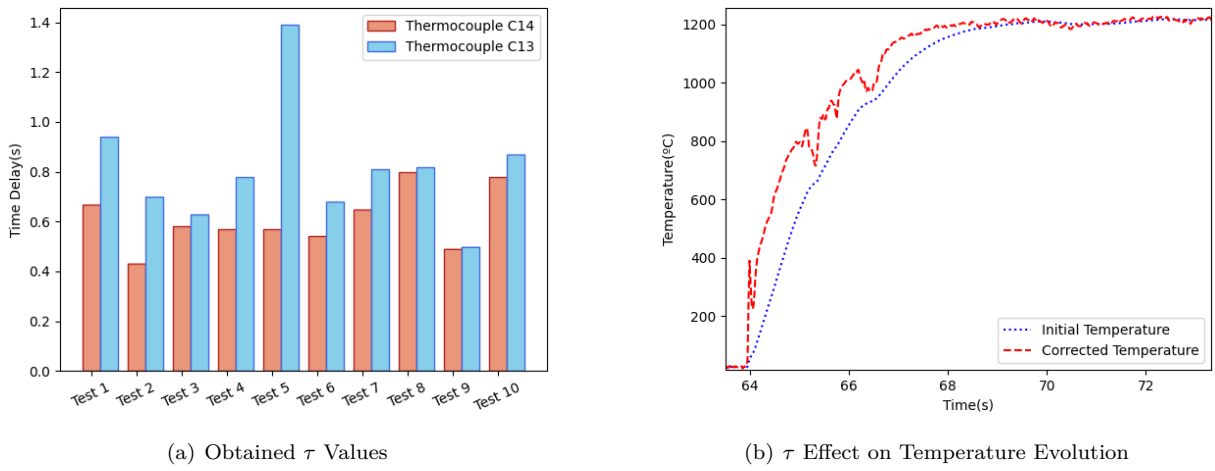 1.4
1.2
1.0
0.8
0.6
0.4
0.2
0.0
Time Delay(s)
Thermocouple C14
Thermocouple C13
Test 1
Test 2
Test 3
Test 4
Test 5
Test 6
Test 7
Test 8
Test 9
Test 10
(a) Obtained τ Values
1200
1000
800
600
400
200
Temperature(ºC)
Initial Temperature
Corrected Temperature
64
66
68
70
72
Time(s)
(b) τ Effect on Temperature Evolution